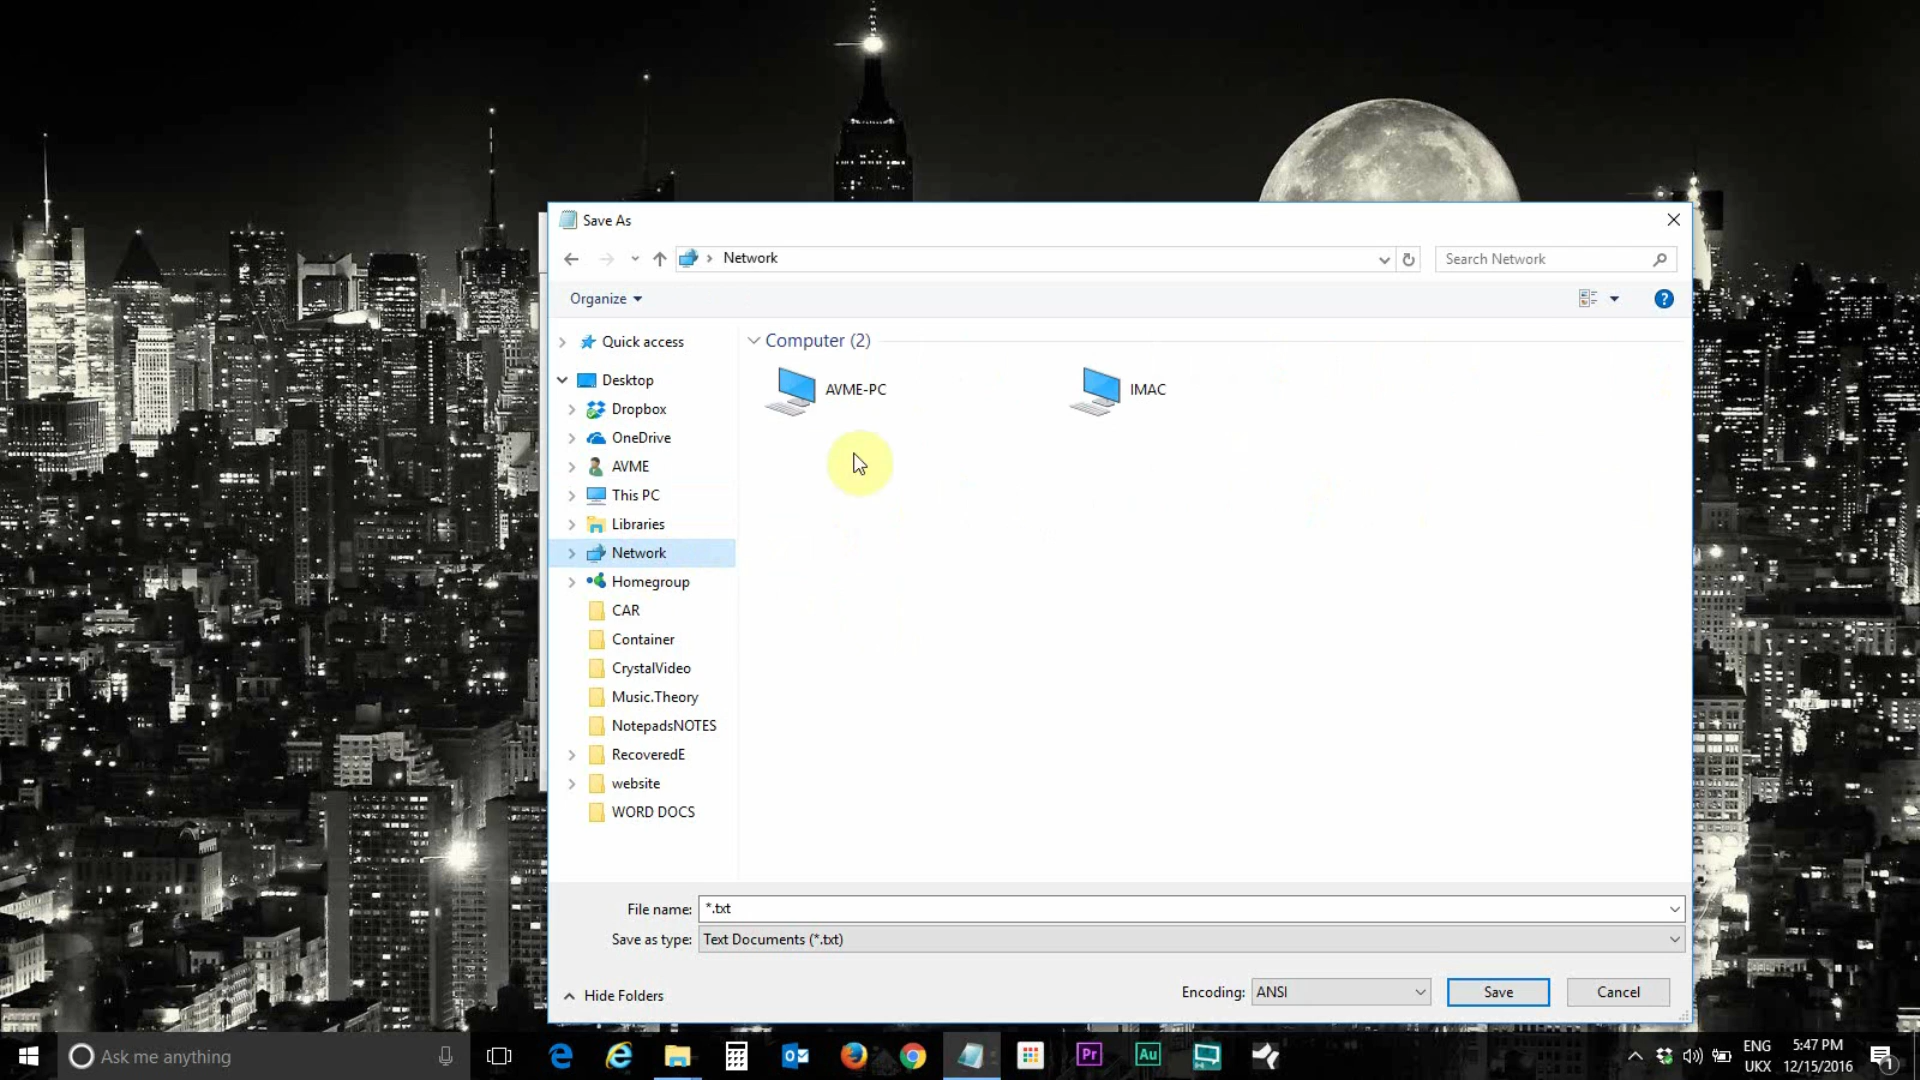 Save As
Network
Search Network
Organize
?
Quick access
Desktop
Dropbox
OneDrive
AVME
This PC
Libraries
Network
Homegroup
CAR
Container
CrystalVideo
Music.Theory
NotepadsNOTES
RecoveredE
website
WORD DOCS
Computer (2)
AVME-PC
IMAC
File name: *.txt
Save as type: Text Documents (*.txt)
Hide Folders
Encoding: ANSI
Save
Cancel
Ask me anything
Pr
Au
ENG
UKX
5:47 PM
12/15/2016
1